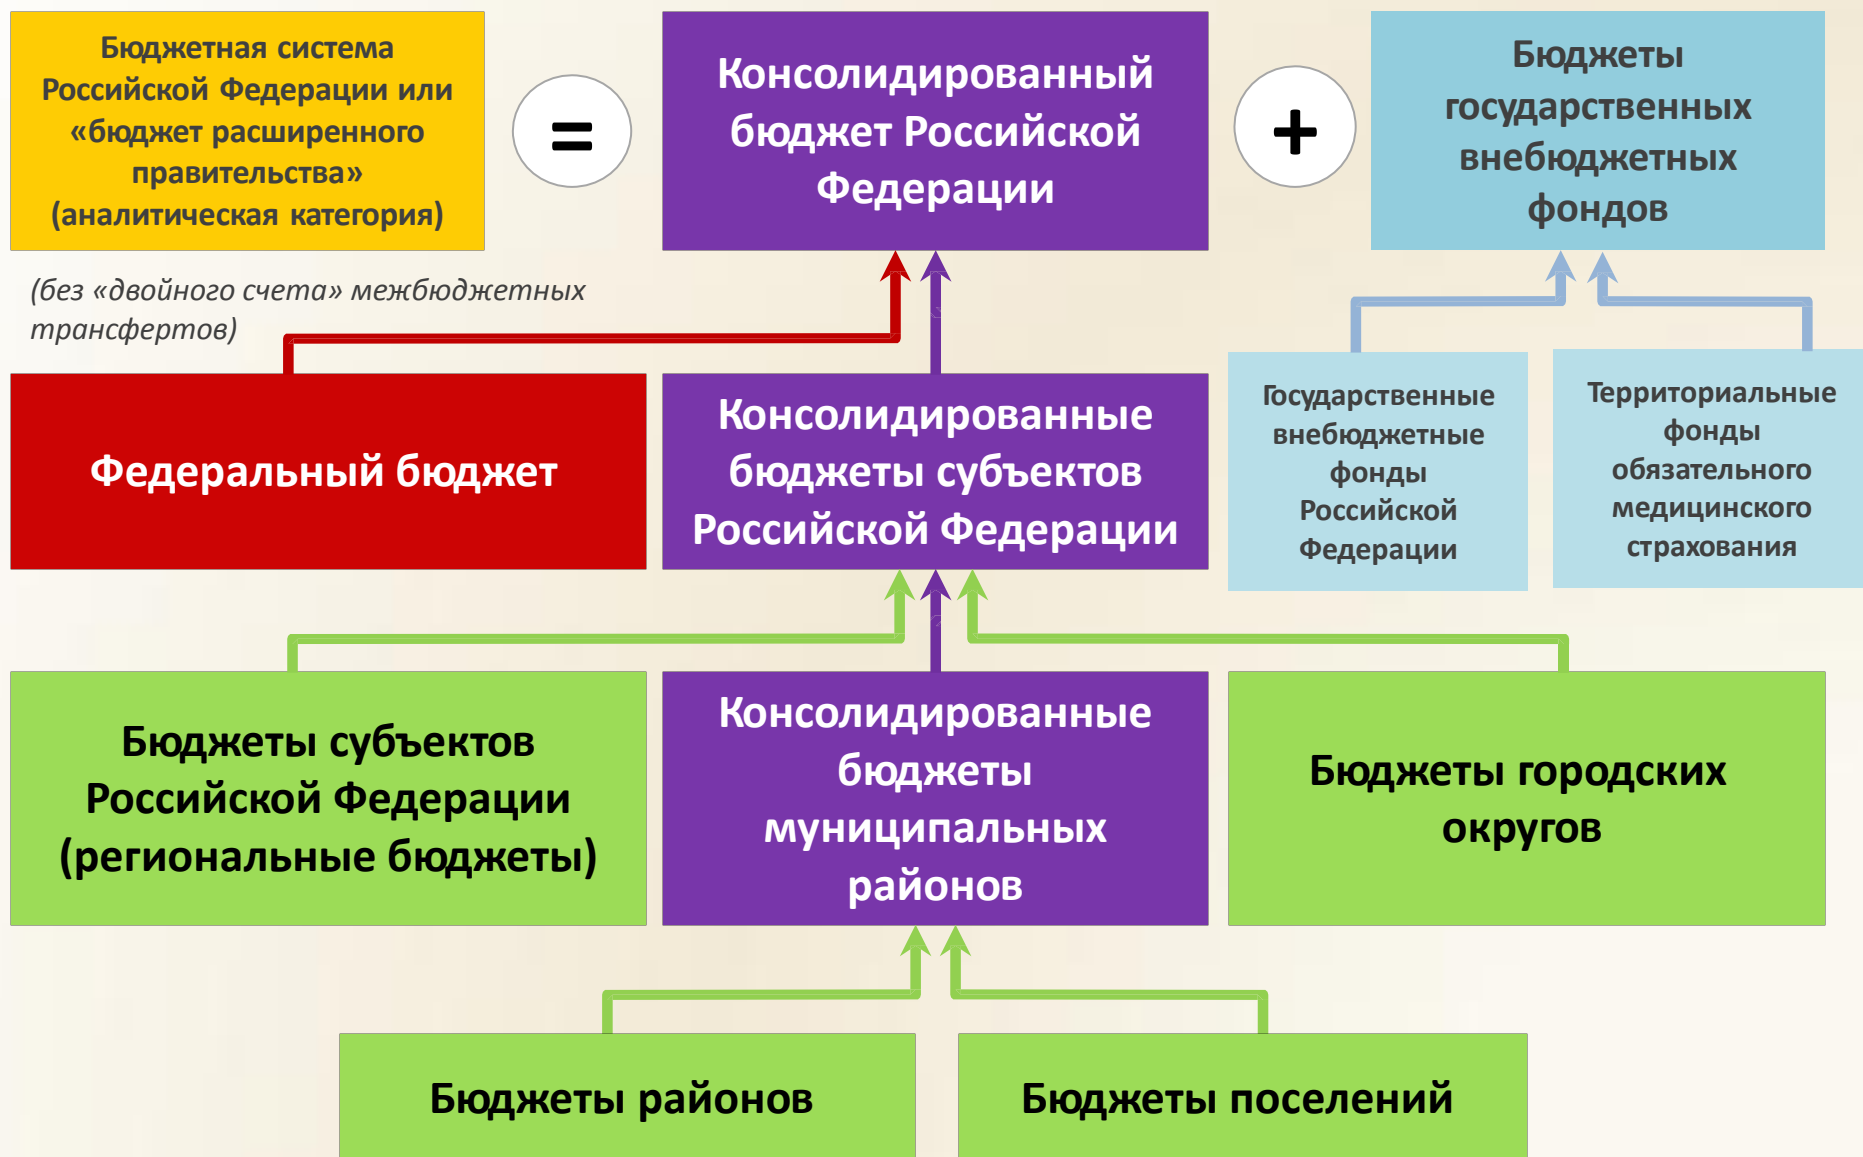 Бюджетная система
Российской Федерации или
«бюджет расширенного
правительства»
(аналитическая категория)
=
Консолидированный
бюджет Российской
Федерации
+
Бюджеты
государственных
внебюджетных
фондов
(без «двойного счета» межбюджетных
трансфертов)
Федеральный бюджет
Консолидированные
бюджеты субъектов
Российской Федерации
Государственные
внебюджетные
фонды
Российской
Федерации
Территориальные
фонды
обязательного
медицинского
страхования
Бюджеты субъектов
Российской Федерации
(региональные бюджеты)
Консолидированные
бюджеты
муниципальных
районов
Бюджеты городских
округов
Бюджеты районов
Бюджеты поселений